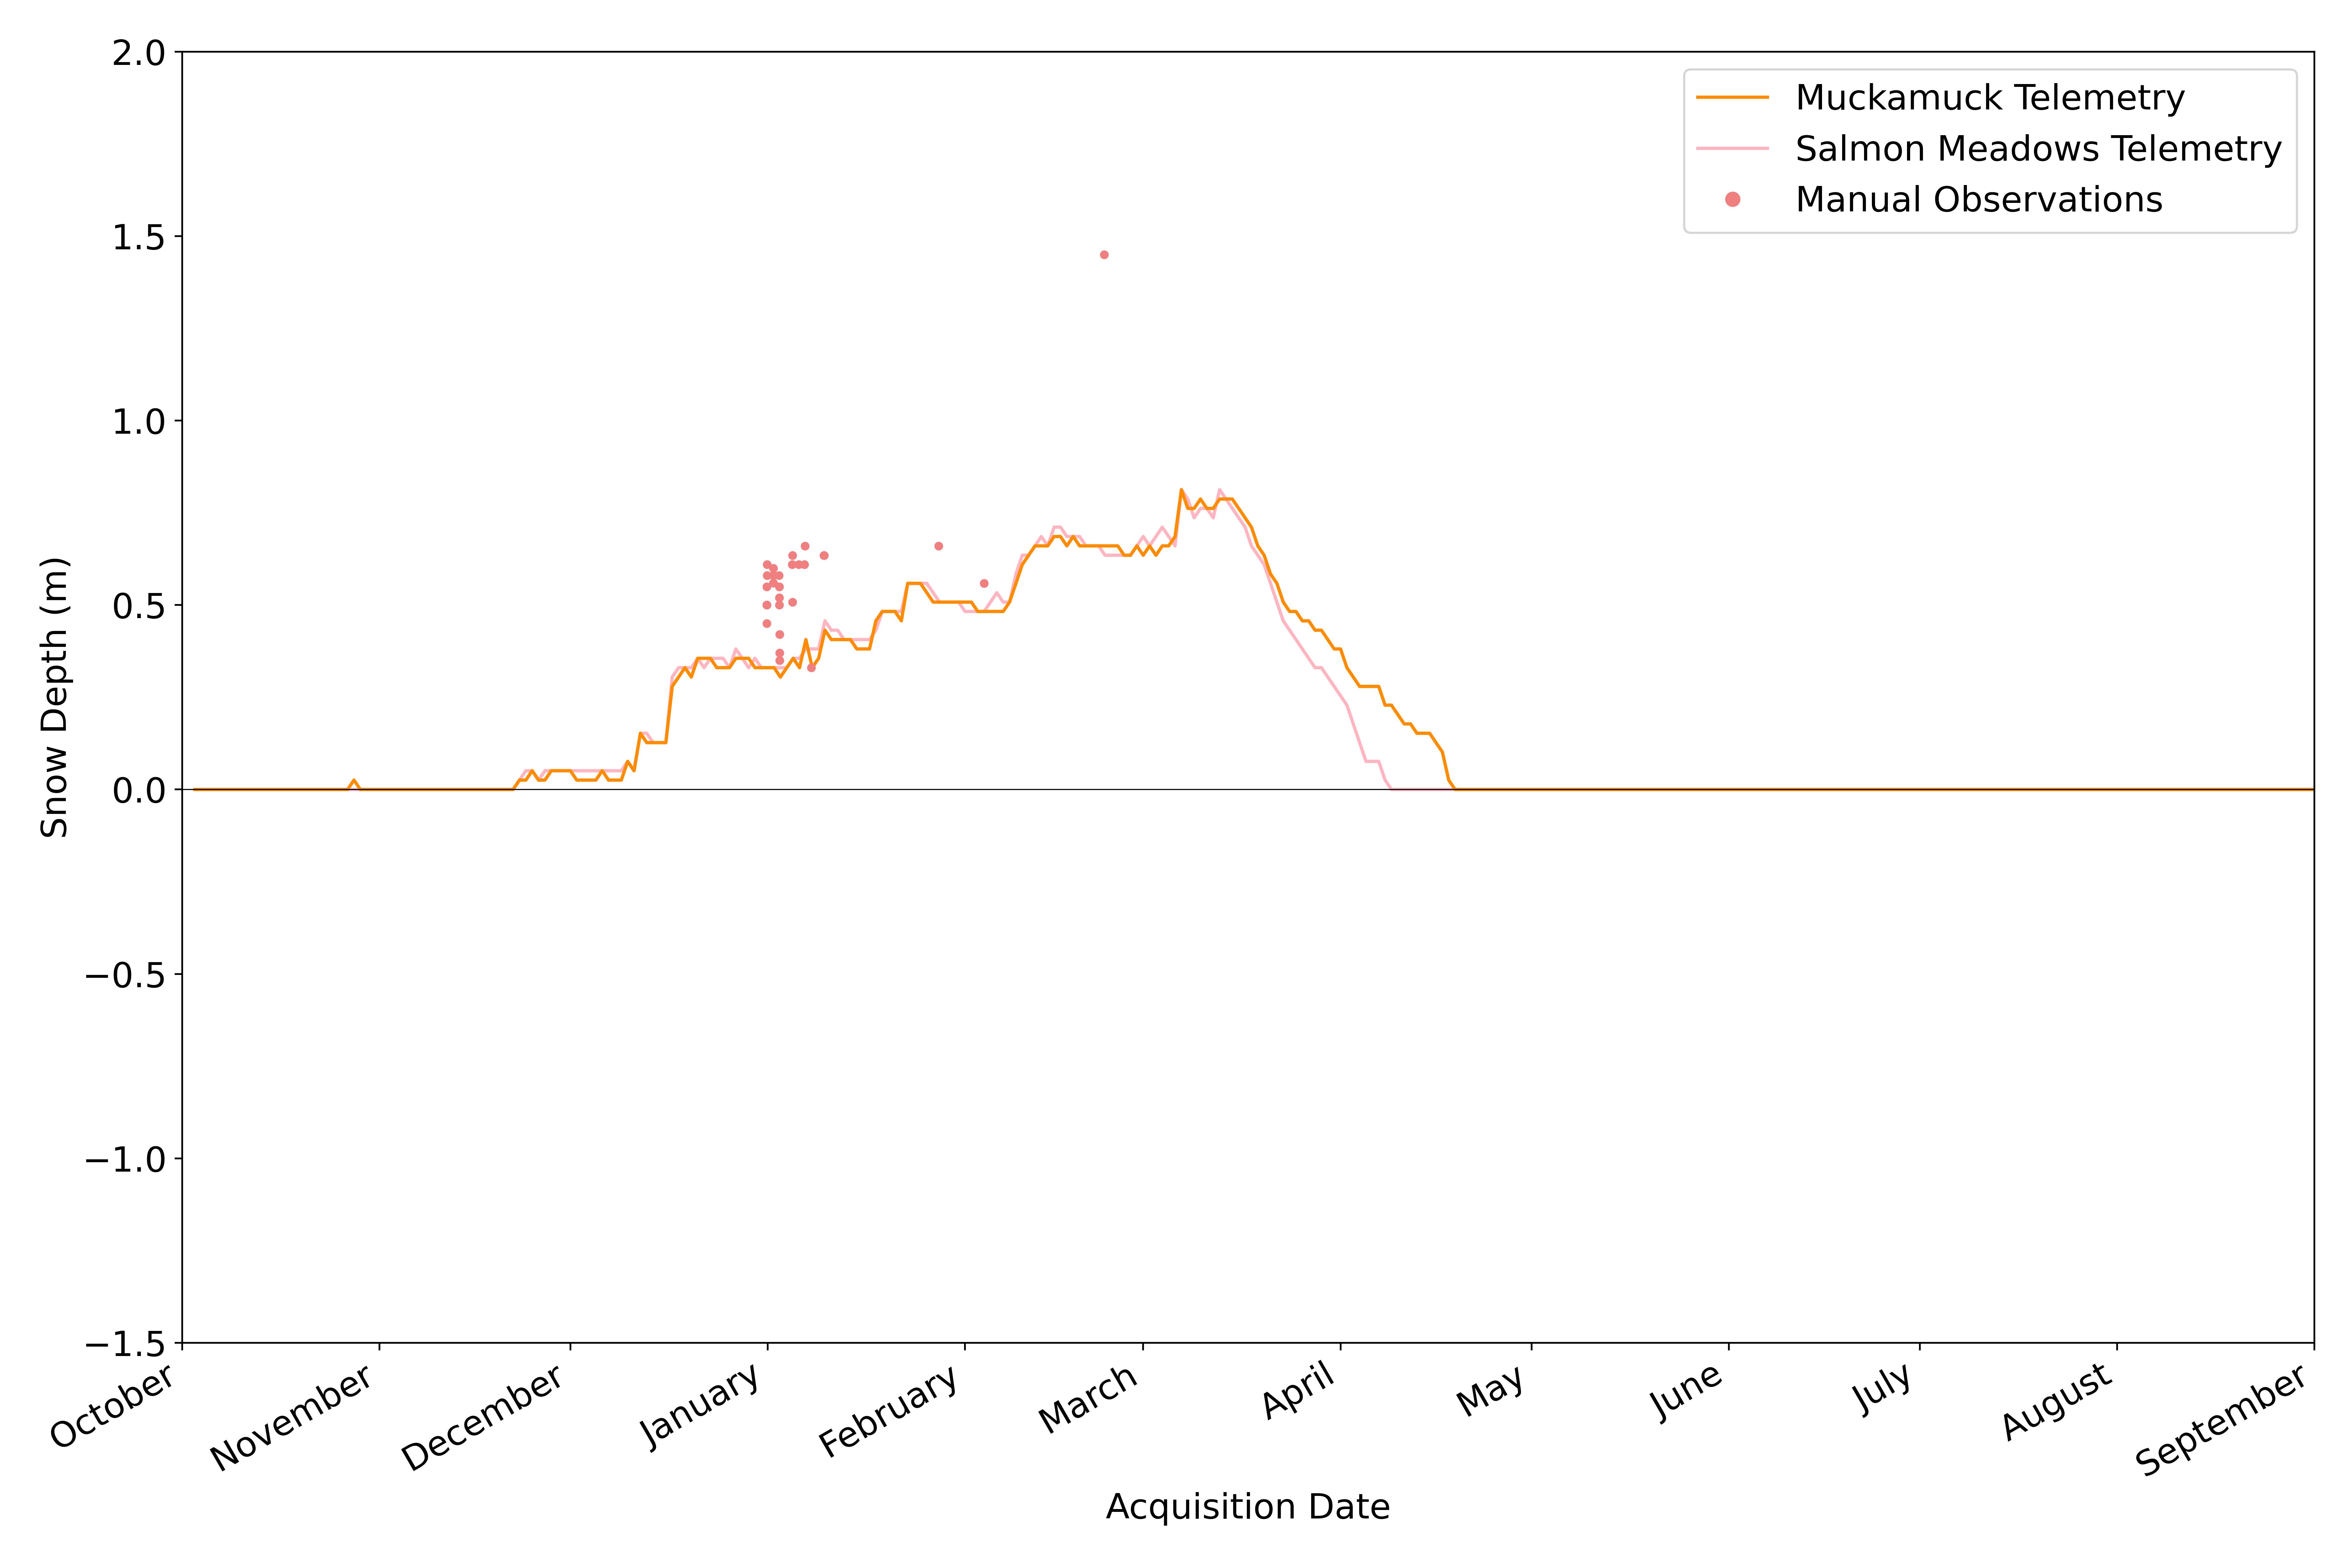 2.0
1.5
1.0
0.5
0.0
−0.5
−1.0
−1.5
Snow Depth (m)
Muckamuck Telemetry
Salmon Meadows Telemetry
Manual Observations
October
November
December
January
February
March
April
May
June
July
August
September
Acquisition Date